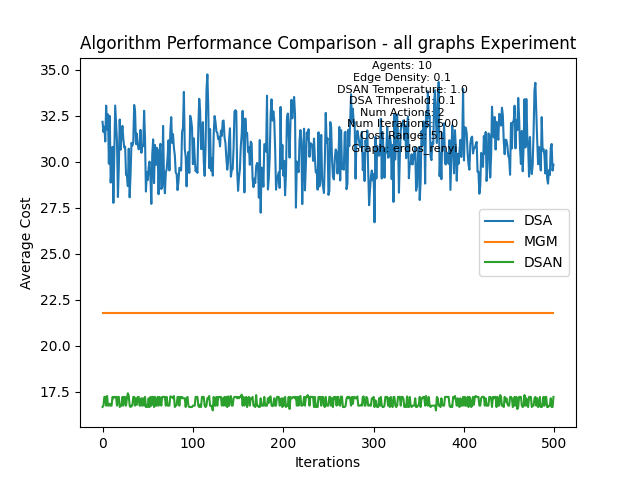 Algorithm Performance Comparison - all graphs Experiment
Agents: 10
Edge Density: 0.1
DSAN Temperature: 1.0
DSA Threshold: 0.1
Num Actions: 2
Num Iterations: 500
Cost Range: 51
Graph: erdos_renyi
35.0
32.5
30.0
27.5
25.0
22.5
20.0
17.5
Average Cost
DSA
MGM
DSAN
0
100
200
300
400
500
Iterations